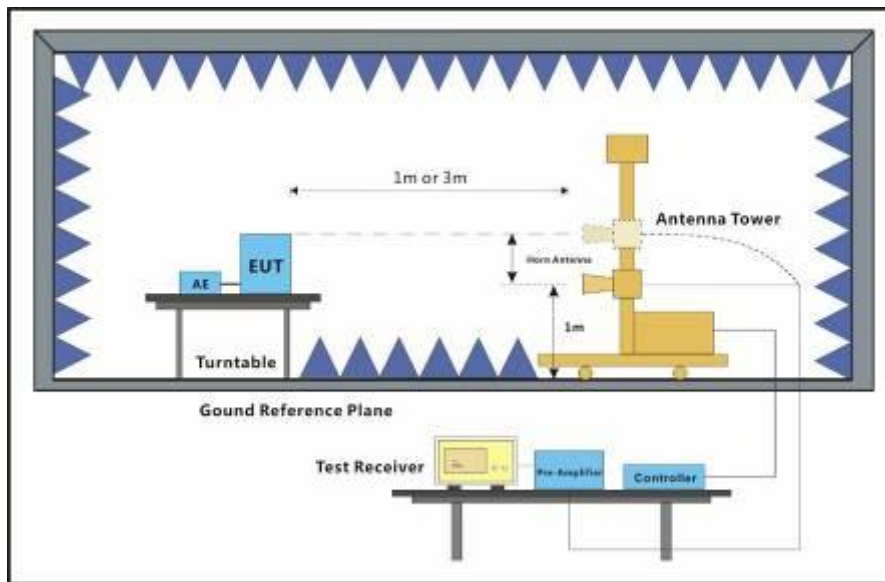 1m or 3m
Antenna Tower
Horn Antenna
EUT
AE
1m
Turntable
Gound Reference Plane
Test Receiver
Pre-Amplifier
Controller